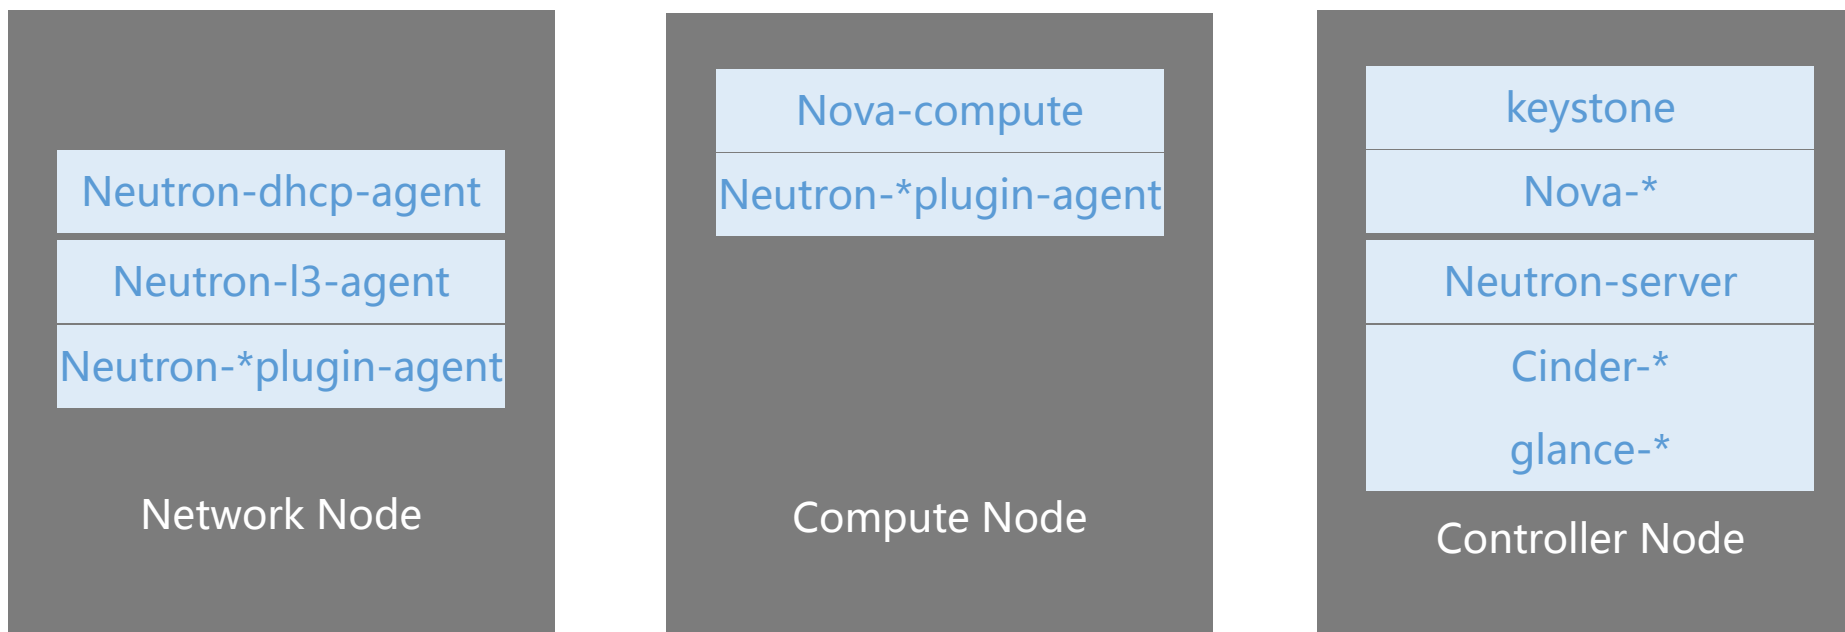 Neutron-dhcp-agent
Neutron-l3-agent
Neutron-*plugin-agent
Network Node
Nova-compute
Neutron-*plugin-agent
Compute Node
keystone
Nova-*
Neutron-server
Cinder-*
glance-*
Controller Node